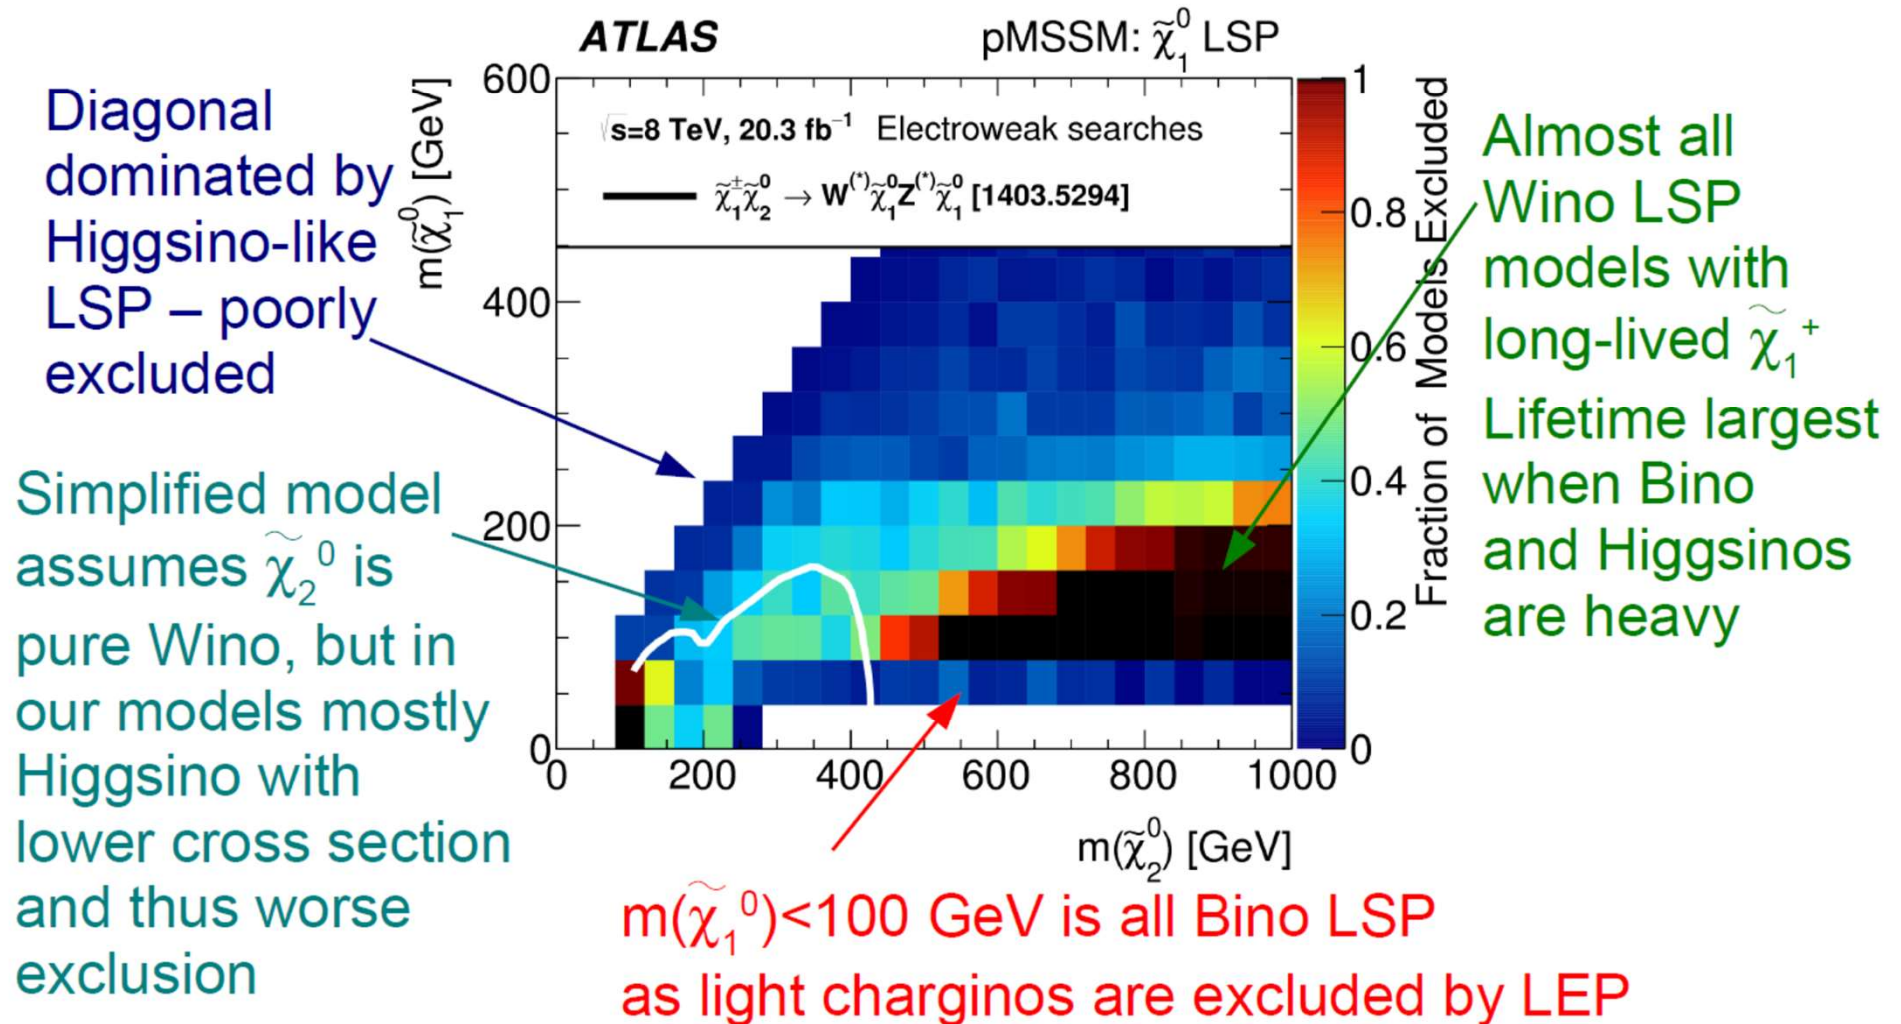 ATLAS
pMSSM: χ̃₁⁰ LSP
m(χ̃₁⁰) [GeV]
600
400
200
0
√s=8 TeV, 20.3 fb⁻¹ Electroweak searches
χ̃₁±χ̃₂⁰ → W⁽*⁾χ̃₁⁰Z⁽*⁾χ̃₁⁰ [1403.5294]
0 200 400 600 800 1000
m(χ̃₂⁰) [GeV]
1
0.8
0.6
0.4
0.2
0
Fraction of Models Excluded
Diagonal
dominated by
Higgsino-like
LSP – poorly
excluded
Simplified model
assumes χ̃₂⁰ is
pure Wino, but in
our models mostly
Higgsino with
lower cross section
and thus worse
exclusion
Almost all
Wino LSP
models with
long-lived χ̃₁⁺
Lifetime largest
when Bino
and Higgsinos
are heavy
m(χ̃₁⁰)<100 GeV is all Bino LSP
as light charginos are excluded by LEP